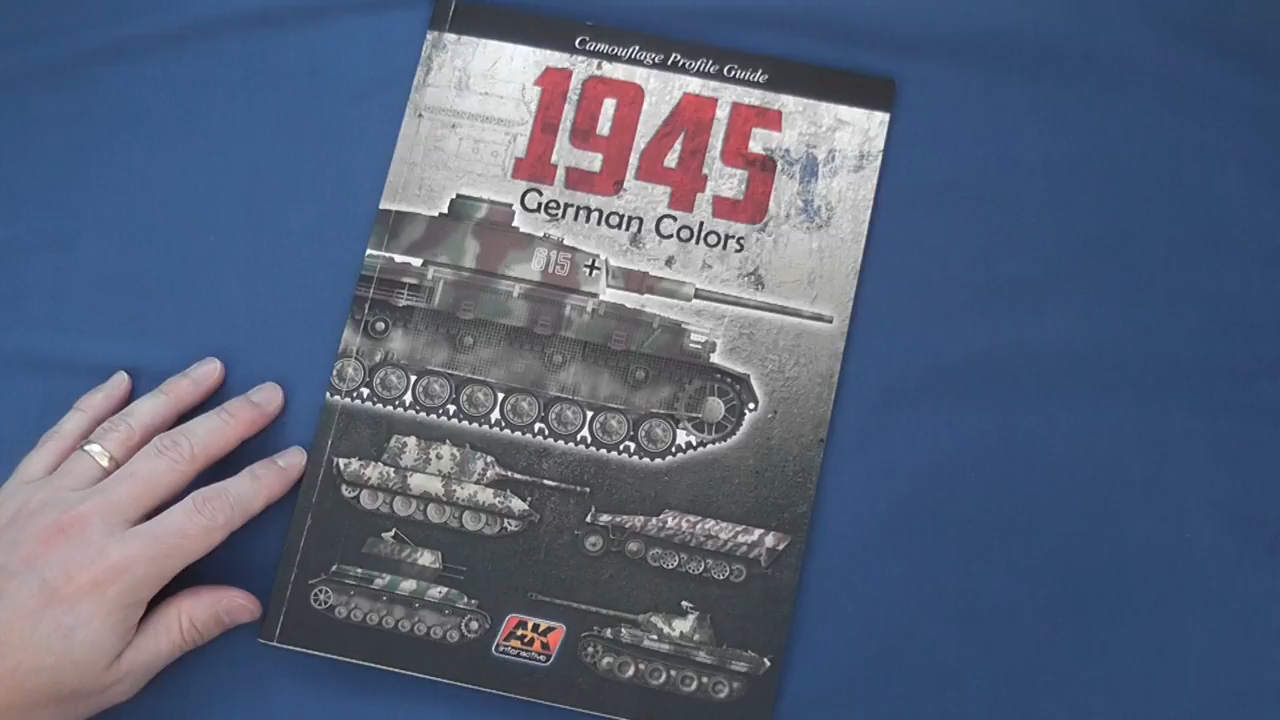 Camouflage Profile Guide
1945
German Colors
615
AK
interactive